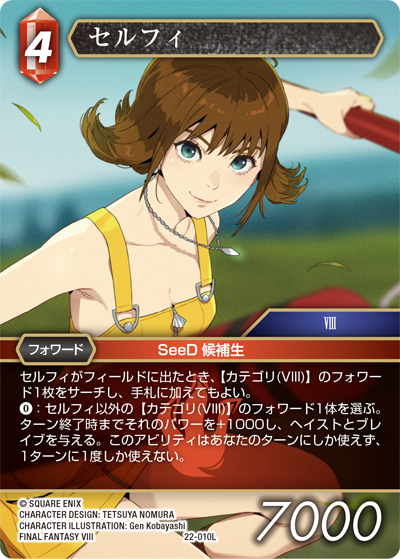 4
セルフィ
VIII
フォワード
SeeD 候補生
セルフィがフィールドに出たとき、【カテゴリ(VIII)】のフォワー
ド1枚をサーチし、手札に加えてもよい。
0：セルフィ以外の【カテゴリ(VIII)】のフォワード1体を選ぶ。
ターン終了時までそれのパワーを+1000し、ヘイストとブレ
イブを与える。このアビリティはあなたのターンにしか使えず、
1ターンに1度しか使えない。
© SQUARE ENIX
CHARACTER DESIGN: TETSUYA NOMURA
CHARACTER ILLUSTRATION: Gen Kobayashi
FINAL FANTASY VIII
22-010L
7000